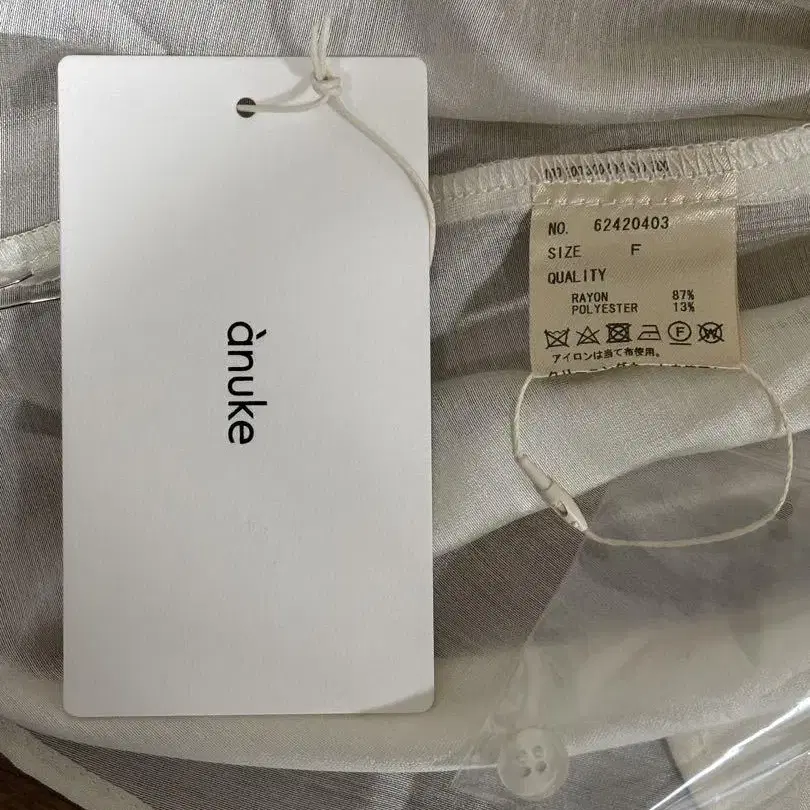 ànuke
NO. 62420403
SIZE F
QUALITY
RAYON 87%
POLYESTER 13%
F W
アイロンは当て布使用。